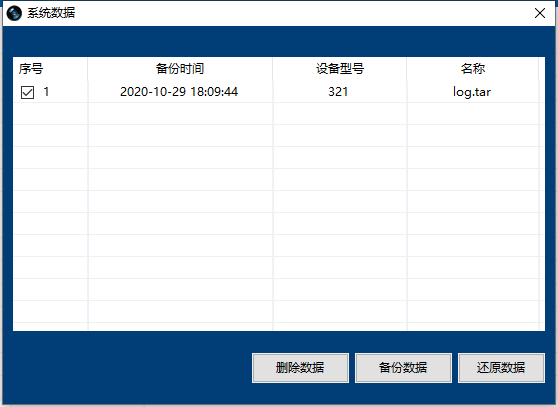 系统数据
序号 备份时间 设备型号 名称
1 2020-10-29 18:09:44 321 log.tar
删除数据 备份数据 还原数据